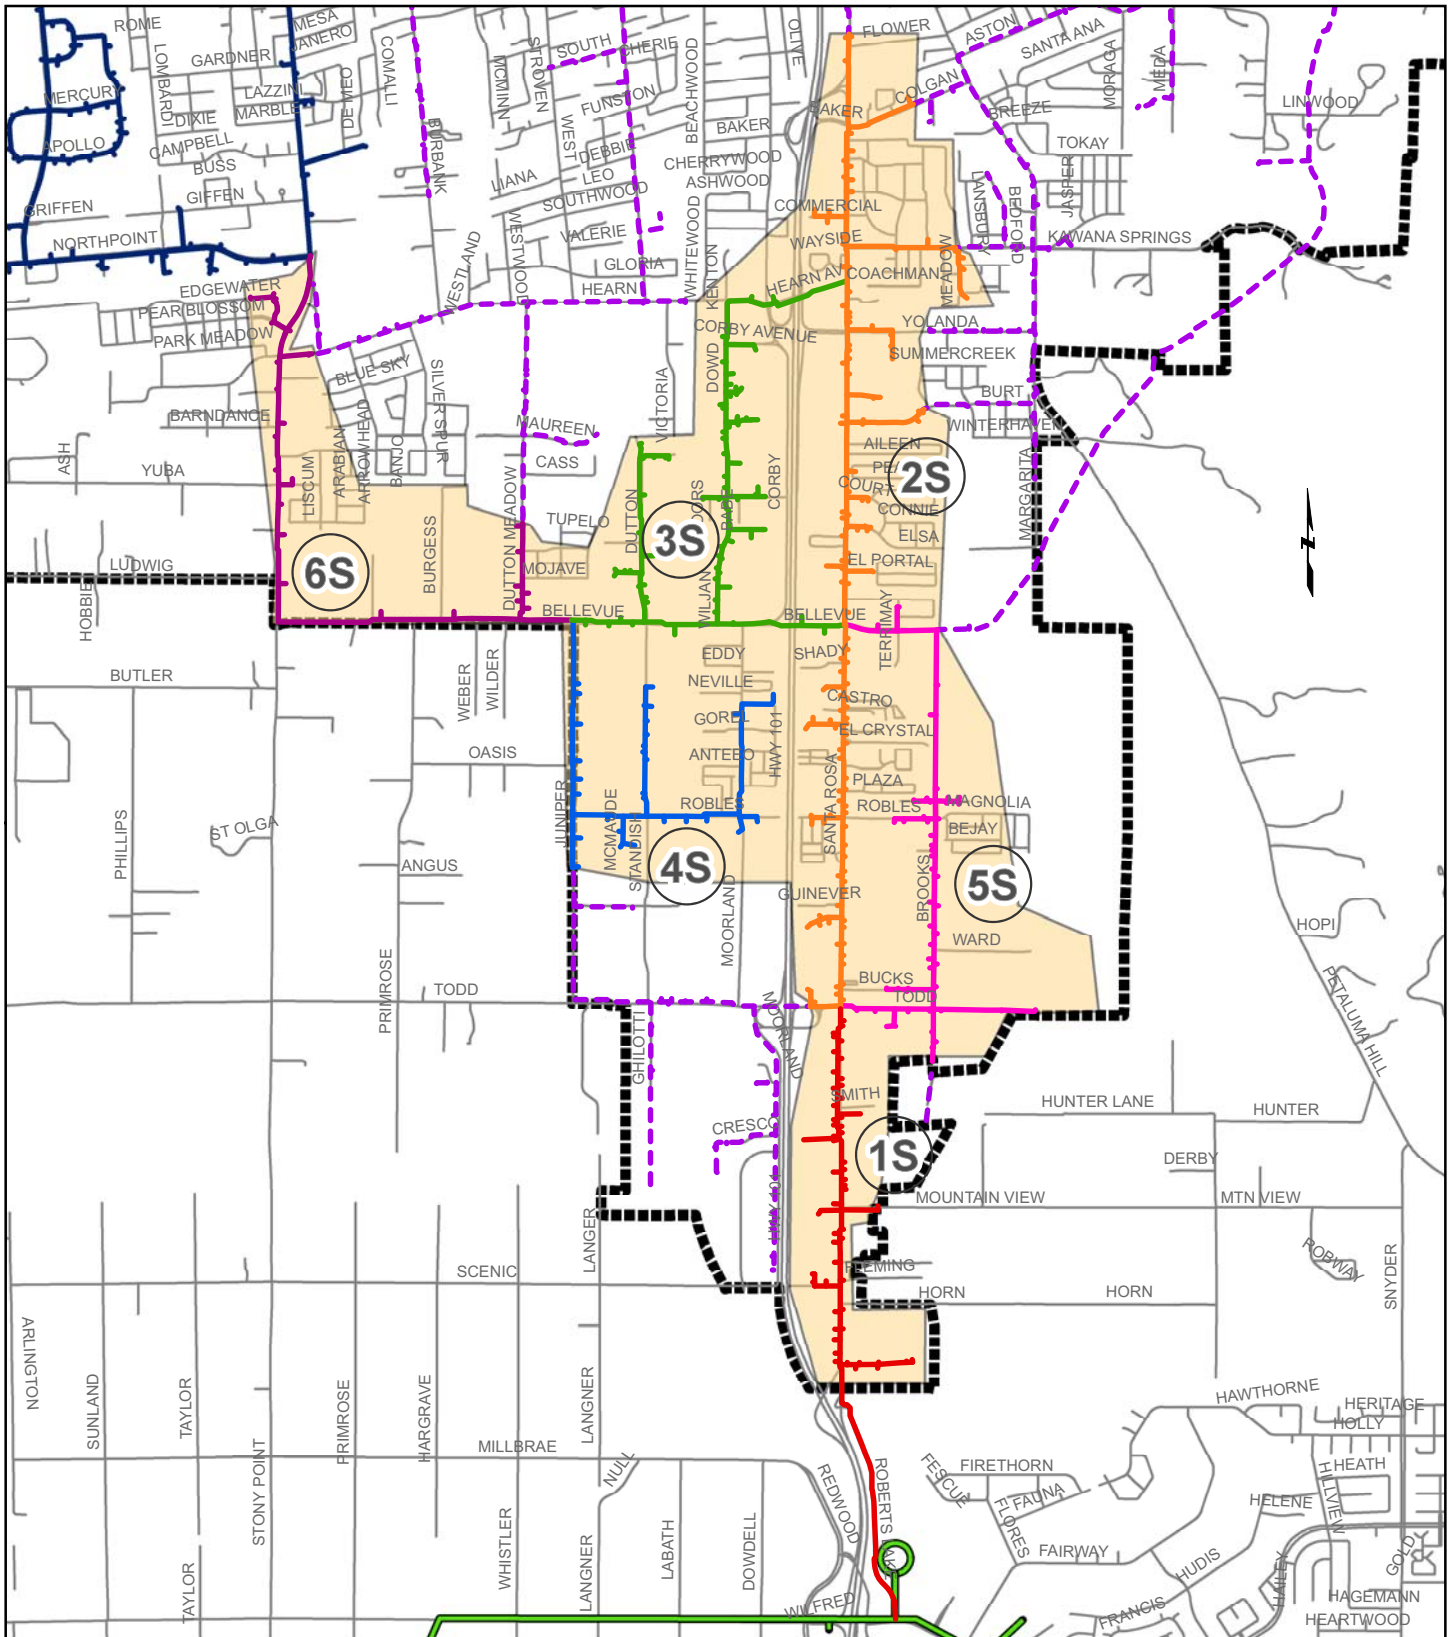 ROME
MESA
JANERO
LOMBARDI
GARDNER
COMALLI
DE MEO
LAZZINI
MARBLE
MERCURY
DIXIE
APOLLO
CAMPBELL
BUSS
GIFFEN
GRIFFEN
NORTHPOINT
BURBANK
MCMINN
STROVEN
SOUTH
CHERIE
FUNSTON
WEST
DEBBIE
LEO
LIANA
SOUTHWOOD
BEACHWOOD
BAKER
CHERRYWOOD
ASHWOOD
OLIVE
FLOWER
ASTON
SANTA ANA
COLGAN
BAKER
BREEZE
MORAGA
MEDA
LINWOOD
TOKAY
JASPER
LANSBURY
BEDFORD
KAWANA SPRINGS
COMMERCIAL
WAYSIDE
HEARN AV
COACHMAN
MEADOW
WESTWOOD
WESTLAND
VALERIE
GLORIA
HEARN
WHITEWOOD
KENTON
EDGEWATER
PEAR BLOSSOM
PARK MEADOW
BLUE SKY
BARNDANCE
ASH
YUBA
LISCUM
ARABIAN
ARROWHEAD
BANJO
SILVER SPUR
MAUREEN
CASS
VICTORIA
DOWD
CORBY AVENUE
YOLANDA
SUMMERCREEK
BURT
WINTERHAVEN
AILEEN
COURT
CONNIE
ELSA
EL PORTAL
MARGARITA
2S
CORBY
3S
DUTTON
TUPELO
MOJAVE
DUTTON MEADOW
BURGESS
6S
LUDWIG
HOBBIE
BELLEVUE
WILJAN
BELLEVUE
TERRIMAY
BUTLER
WEBER
WILDER
OASIS
EDDY
NEVILLE
GOREL
ANTEEO
HWY 101
SHADY
CASTRO
EL CRYSTAL
PLAZA
SANTA ROSA
ROBLES
ROBLES
MAGNOLIA
BEJAY
JUNIPER
MCMAUDE
STANDISH
4S
MOORLAND
GUINEVER
BROOKS
5S
WARD
BUCKS
TODD
PHILLIPS
ST OLGA
ANGUS
PRIMROSE
TODD
HOPI
PETALUMA HILL
GHILOTTI
MOORLAND
CRESCO
HWY 101
SMITH
1S
HUNTER LANE
HUNTER
DERBY
MOUNTAIN VIEW
MTN VIEW
ROBWAY
SNYDER
FLEMING
HORN
HORN
LANGER
SCENIC
ARLINGTON
SUNLAND
TAYLOR
STONY POINT
PRIMROSE
HARGRAVE
LANGNER
MILLBRAE
NULL
REDWOOD
ROBERTS LAKE
FESCUE
FIRETHORN
FAUNA
FLORES
FAIRWAY
HUDIS
FRANCIS
HAILEY
HELENE
HILLVIEW
HEATH
HAWTHORNE
HERITAGE
HOLLY
GOLD
HAGEMANN
HEARTWOOD
TAYLOR
WHISTLER
LANGNER
LABATH
DOWDELL
WILFRED